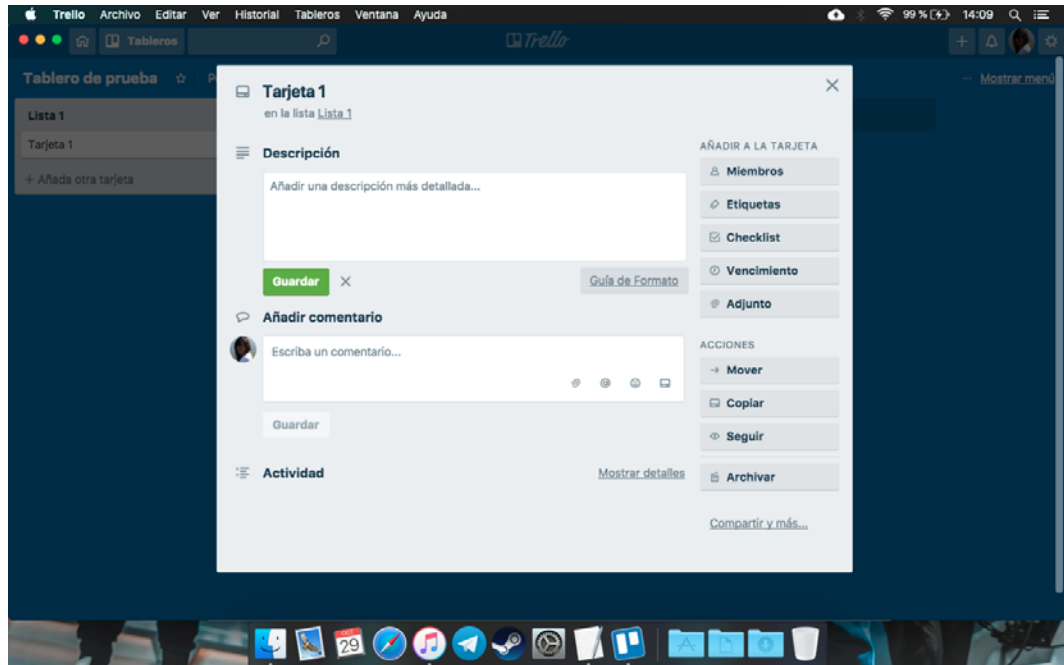 Trello Archivo Editar Ver Historial Tableros Ventana Ayuda 99 % 14:09
Tableros Trello
Tablero de prueba P ... Mostrar menú
Lista 1
Tarjeta 1
+ Añada otra tarjeta
Tarjeta 1
en la lista Lista 1
Descripción
Añadir una descripción más detallada...
Guardar Guía de Formato
Añadir comentario
Escriba un comentario...
@
Guardar
Actividad Mostrar detalles
AÑADIR A LA TARJETA
Miembros
Etiquetas
Checklist
Vencimiento
Adjunto
ACCIONES
Mover
Copiar
Seguir
Archivar
Compartir y más...
OCT
29